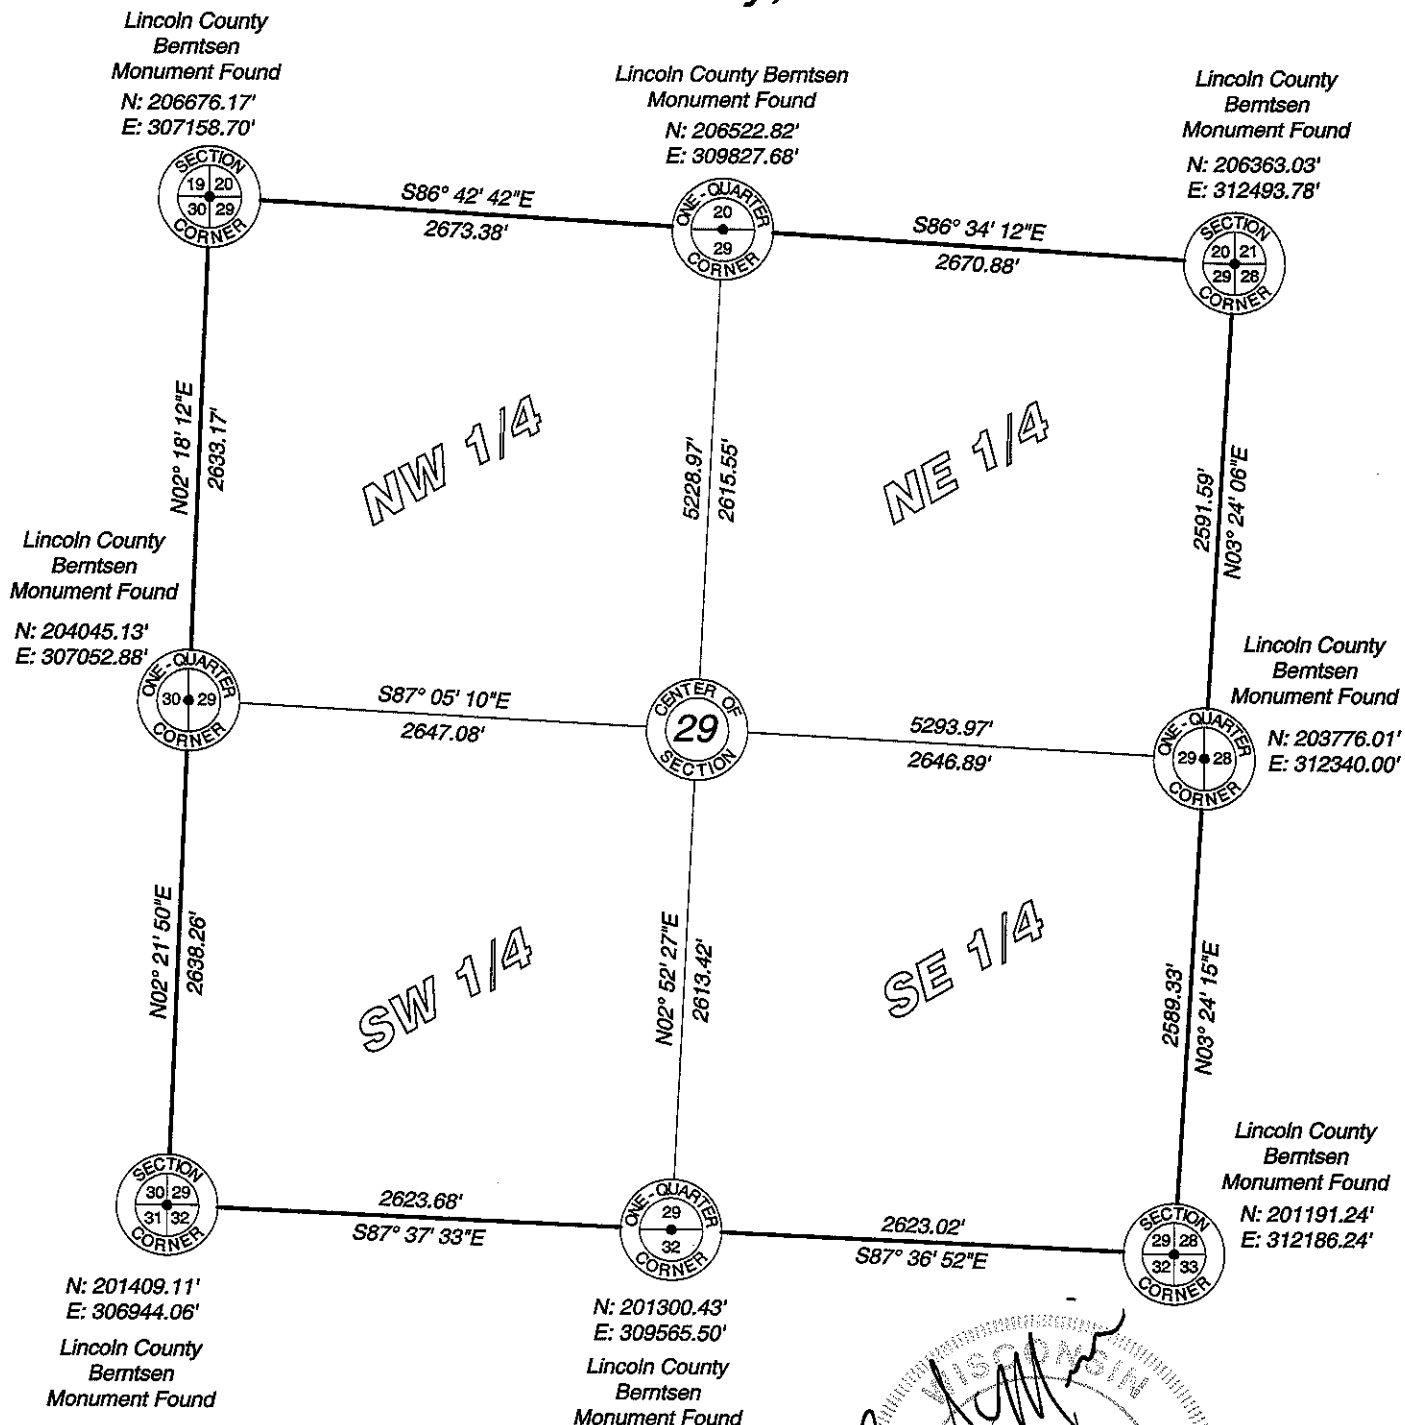 Lincoln County
Berntsen
Monument Found
N: 206676.17'
E: 307158.70'
Lincoln County Berntsen
Monument Found
N: 206522.82'
E: 309827.68'
Lincoln County
Berntsen
Monument Found
N: 206363.03'
E: 312493.78'
SECTION
19 20
30 29
CORNER
S86° 42' 42"E
2673.38'
ONE-QUARTER
20
29
CORNER
S86° 34' 12"E
2670.88'
SECTION
20 21
29 28
CORNER
N02° 18' 12"E
2633.17'
NW 1/4
5228.97'
2615.55'
NE 1/4
2591.59'
N03° 24' 06"E
Lincoln County
Berntsen
Monument Found
N: 204045.13'
E: 307052.88'
ONE-QUARTER
30 29
CORNER
S87° 05' 10"E
2647.08'
CENTER OF
29
SECTION
5293.97'
2646.89'
ONE-QUARTER
29 28
CORNER
Lincoln County
Berntsen
Monument Found
N: 203776.01'
E: 312340.00'
N02° 21' 50"E
2638.26'
SW 1/4
N02° 52' 27"E
2613.42'
SE 1/4
2589.33'
N03° 24' 15"E
SECTION
30 29
31 32
CORNER
2623.68'
S87° 37' 33"E
ONE-QUARTER
29
32
CORNER
2623.02'
S87° 36' 52"E
SECTION
29 28
32 33
CORNER
Lincoln County
Berntsen
Monument Found
N: 201191.24'
E: 312186.24'
N: 201409.11'
E: 306944.06'
Lincoln County
Berntsen
Monument Found
N: 201300.43'
E: 309565.50'
Lincoln County
Berntsen
Monument Found
WISCONSIN